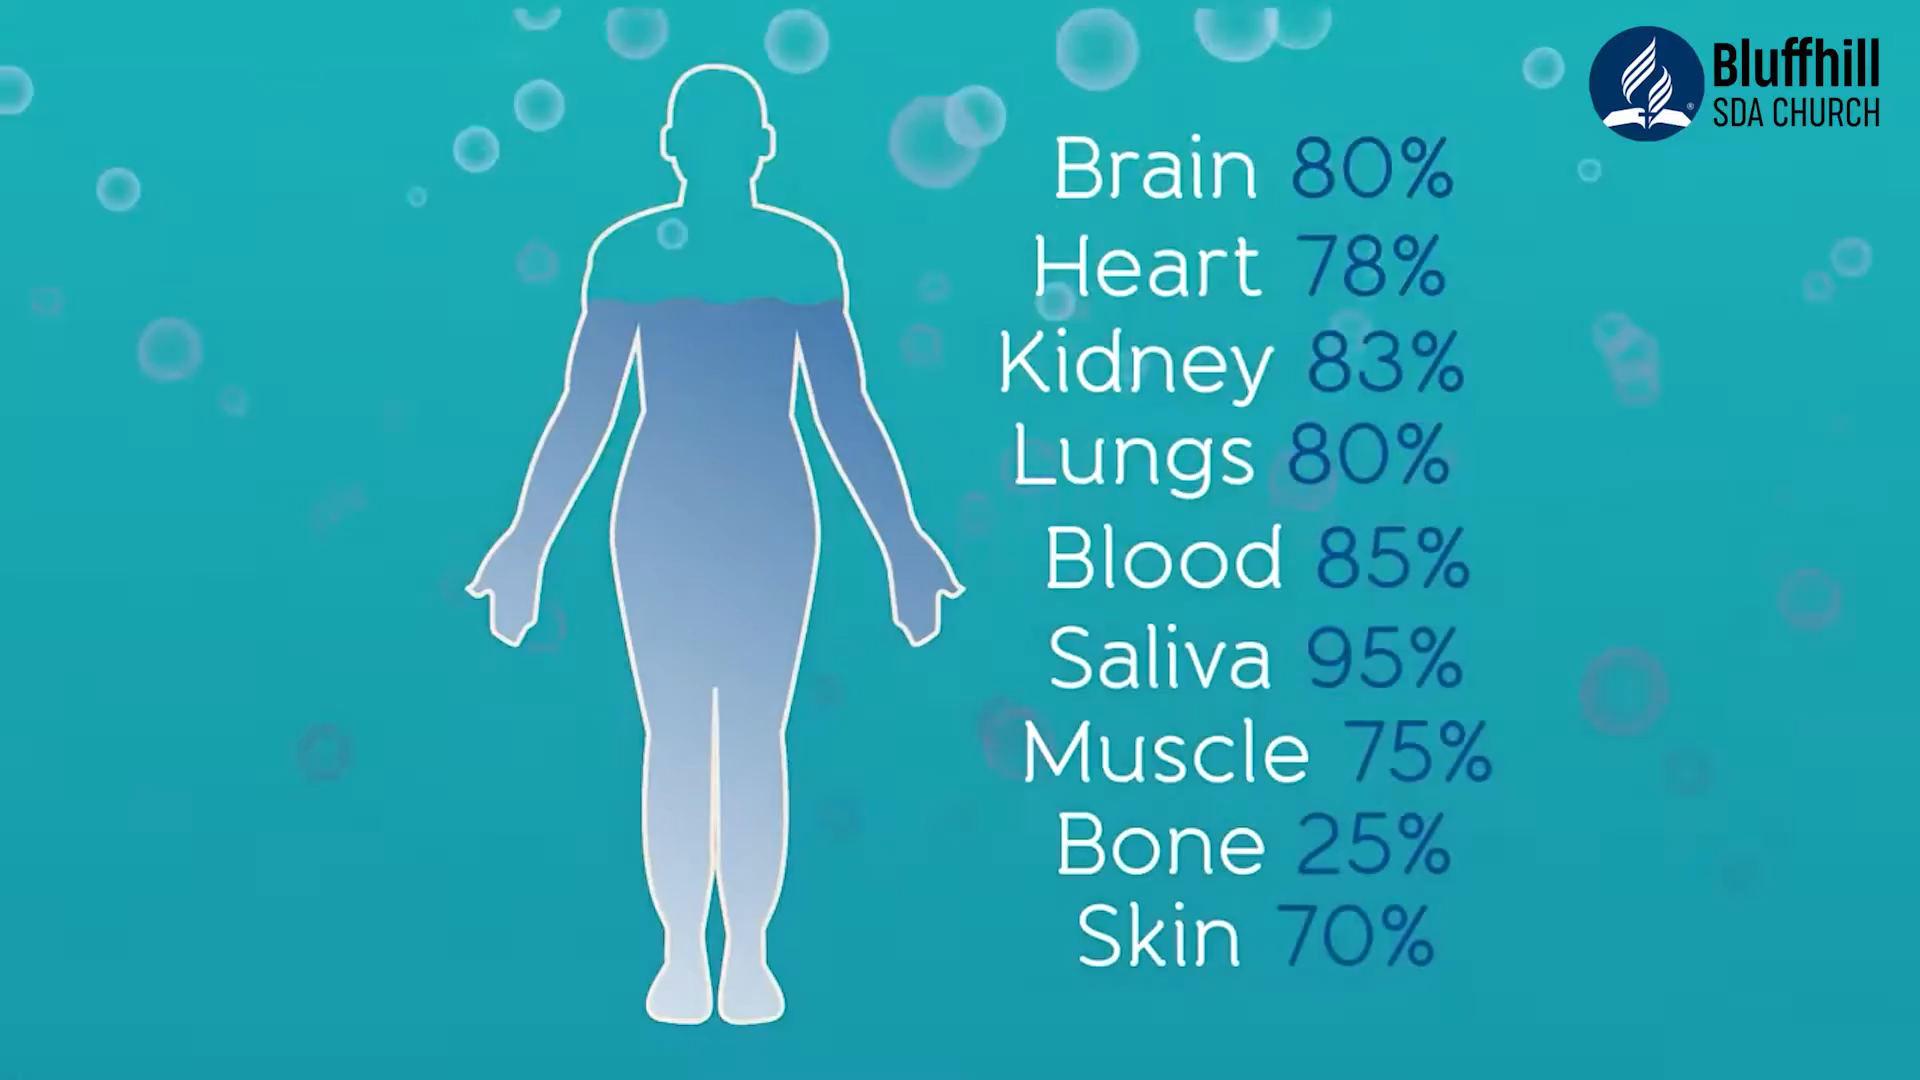 Bluffhill
SDA CHURCH
Brain 80%
Heart 78%
Kidney 83%
Lungs 80%
Blood 85%
Saliva 95%
Muscle 75%
Bone 25%
Skin 70%